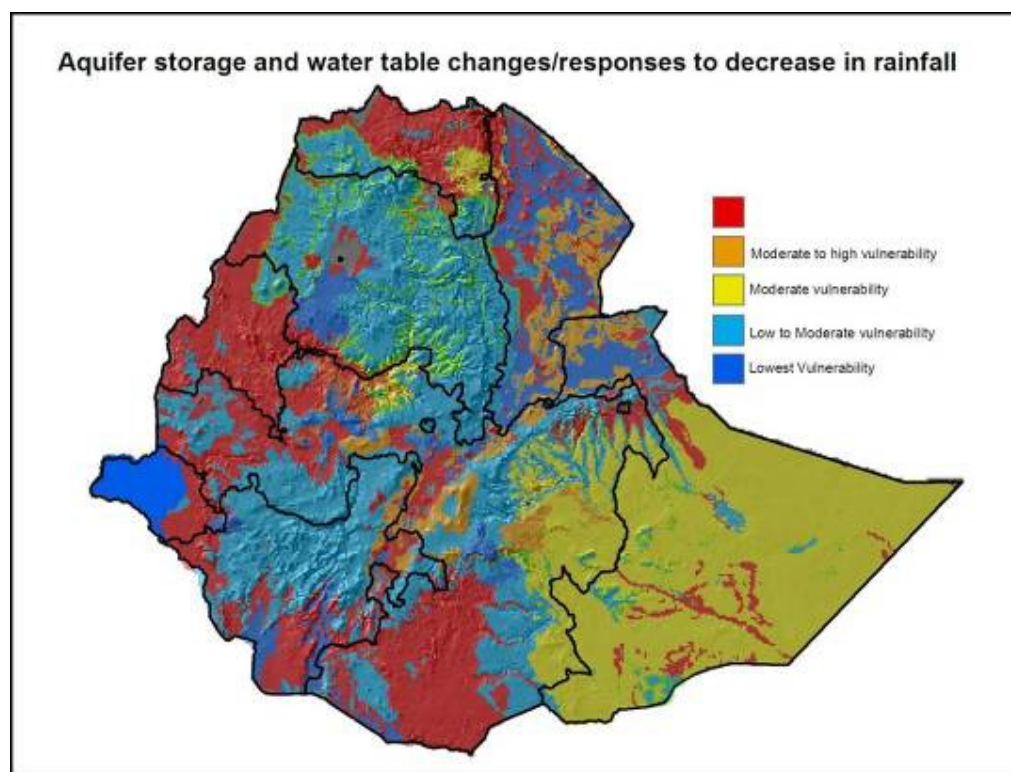 Aquifer storage and water table changes/responses to decrease in rainfall
Moderate to high vulnerability
Moderate vulnerability
Low to Moderate vulnerability
Lowest Vulnerability